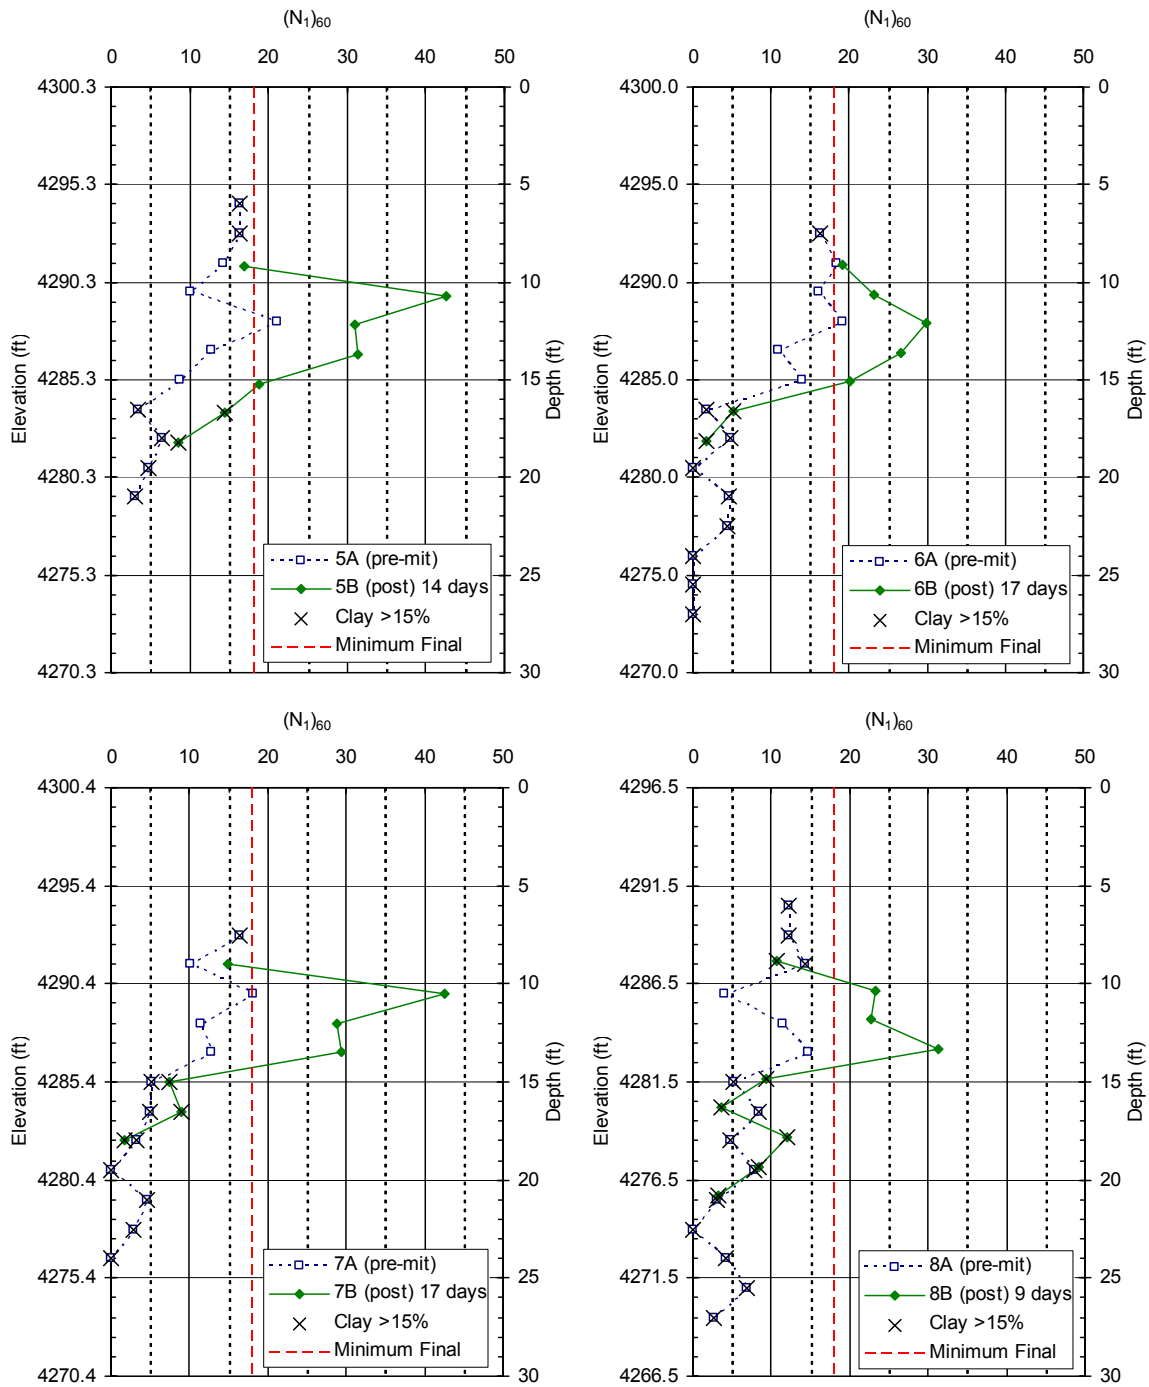 (N1)60
0 10 20 30 40 50
4300.3 0
4295.3 5
4290.3 10
4285.3 15
4280.3 20
4275.3 25
4270.3 30
Elevation (ft)
Depth (ft)
5A (pre-mit)
5B (post) 14 days
Clay >15%
Minimum Final
(N1)60
0 10 20 30 40 50
4300.0 0
4295.0 5
4290.0 10
4285.0 15
4280.0 20
4275.0 25
4270.0 30
Elevation (ft)
Depth (ft)
6A (pre-mit)
6B (post) 17 days
Clay >15%
Minimum Final
(N1)60
0 10 20 30 40 50
4300.4 0
4295.4 5
4290.4 10
4285.4 15
4280.4 20
4275.4 25
4270.4 30
Elevation (ft)
Depth (ft)
7A (pre-mit)
7B (post) 17 days
Clay >15%
Minimum Final
(N1)60
0 10 20 30 40 50
4296.5 0
4291.5 5
4286.5 10
4281.5 15
4276.5 20
4271.5 25
4266.5 30
Elevation (ft)
Depth (ft)
8A (pre-mit)
8B (post) 9 days
Clay >15%
Minimum Final